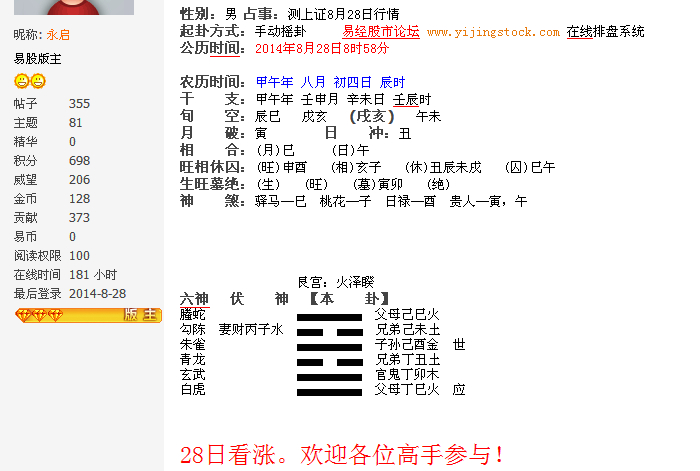 昵称: 永启
易股版主
帖子 355
主题 81
精华 0
积分 698
威望 206
金币 128
贡献 373
易币 0
阅读权限 100
在线时间 181 小时
最后登录 2014-8-28
版 主
性别: 男 占事: 测上证8月28日行情
起卦方式: 手动摇卦 易经股市论坛 www.yijingstock.com 在线排盘系统
公历时间: 2014年8月28日8时58分
农历时间: 甲午年 八月 初四日 辰时
干 支: 甲午年 壬申月 辛未日 壬辰时
旬 空: 辰巳 戌亥 (戌亥) 午未
月 破: 寅 日 冲: 丑
相 合: (月)巳 (日)午
旺相休囚: (旺)申酉 (相)亥子 (休)丑辰未戌 (囚)巳午
生旺墓绝: (生) (旺) (墓)寅卯 (绝)
神 煞: 驿马—巳 桃花—子 日禄—酉 贵人—寅,午
艮宫: 火泽睽
六神 伏 神 【本 卦】
螣蛇 父母己巳火
勾陈 妻财丙子水 兄弟己未土
朱雀 子孙己酉金 世
青龙 兄弟丁丑土
玄武 官鬼丁卯木
白虎 父母丁巳火 应
28日看涨。欢迎各位高手参与!